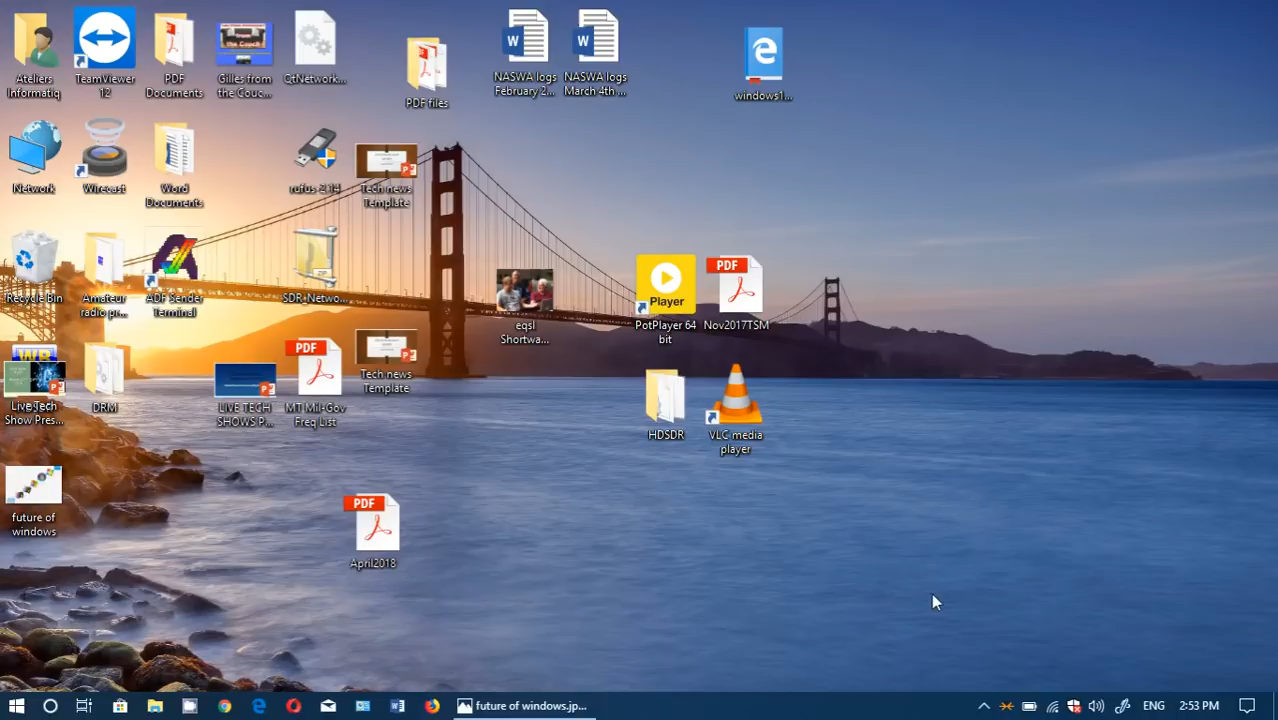 Ateliers
Informatiq
TeamViewer
12
PDF
Documents
Gilles from
the Couc...
QtNetwork...
PDF files
NASWA logs
February 2...
NASWA logs
March 4th ...
windows1...
Network
Wirecast
Word
Documents
rufus-2.14
Tech news
Template
Recycle Bin
Amateur
radio pr...
ADF Sender
Terminal
SDR_Netwo...
eqsl
Shortwa...
Player
PotPlayer 64
bit
PDF
Nov2017TSM
Live Tech
Show Pres...
DRM
LIVE TECH
SHOWS P...
PDF
MT Mil-Gov
Freq List
Tech news
Template
HDSDR
VLC media
player
future of
windows
PDF
April2018
future of windows.jp...
ENG
2:53 PM